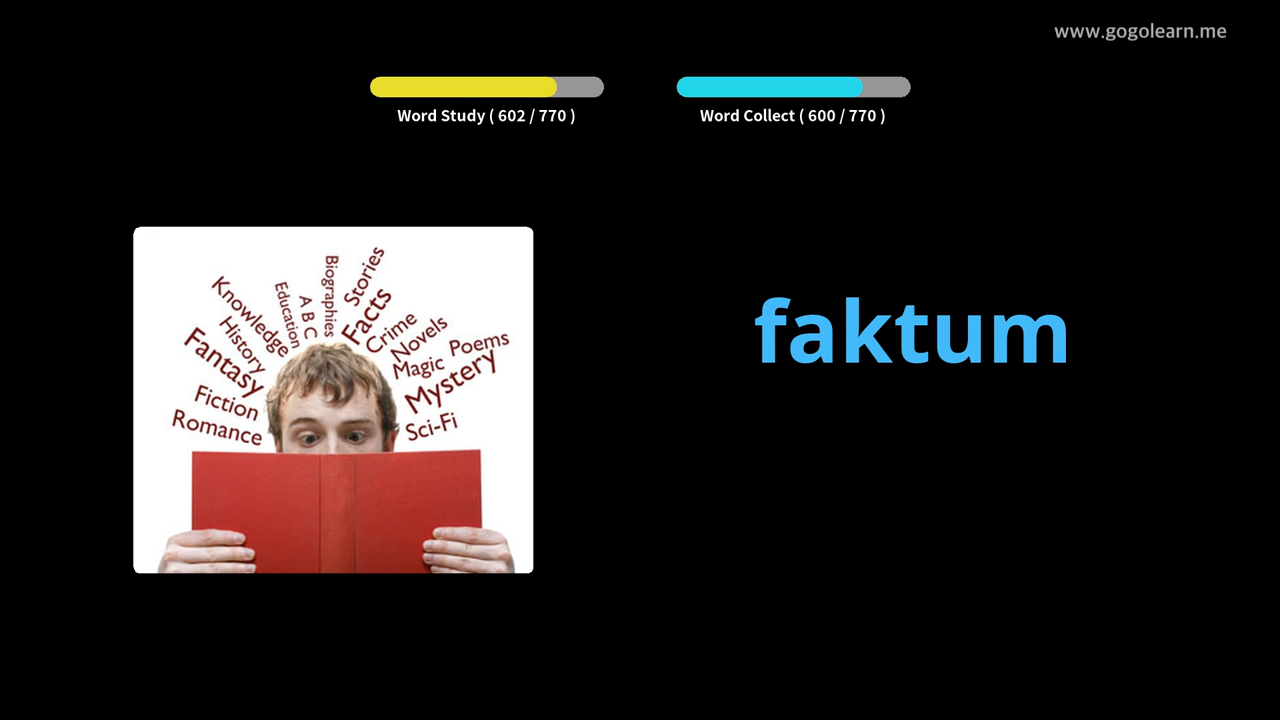 www.gogolearn.me
Word Study ( 602 / 770 )
Word Collect ( 600 / 770 )
Romance
Fiction
Fantasy
History
Knowledge
Education
A B C
Biographies
Stories
Facts
Crime
Novels
Magic
Poems
Mystery
Sci-Fi
faktum